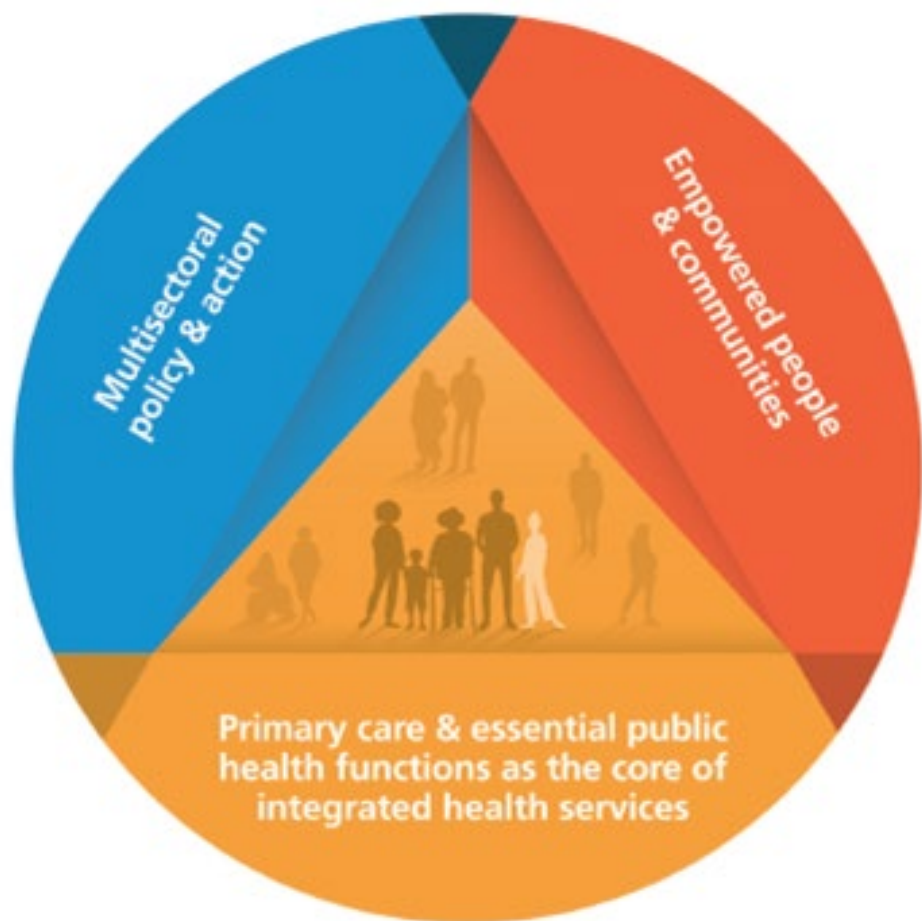 Multisectoral
policy & action
Empowered people
& communities
Primary care & essential public
health functions as the core of
integrated health services